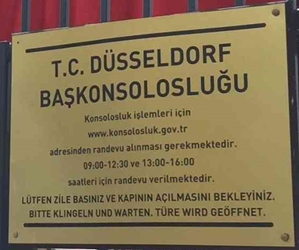 T.C. DÜSSELDORF
BAŞKONSOLOSLUĞU
Konsolosluk işlemleri için
www.konsolosluk.gov.tr
adresinden randevu alınması gerekmektedir.
09:00-12:30 ve 13:00-16:00
saatleri için randevu verilmektedir.
LÜTFEN ZİLE BASINIZ VE KAPININ AÇILMASINI BEKLEYİNİZ.
BITTE KLINGELN UND WARTEN. TÜRE WIRD GEÖFFNET.